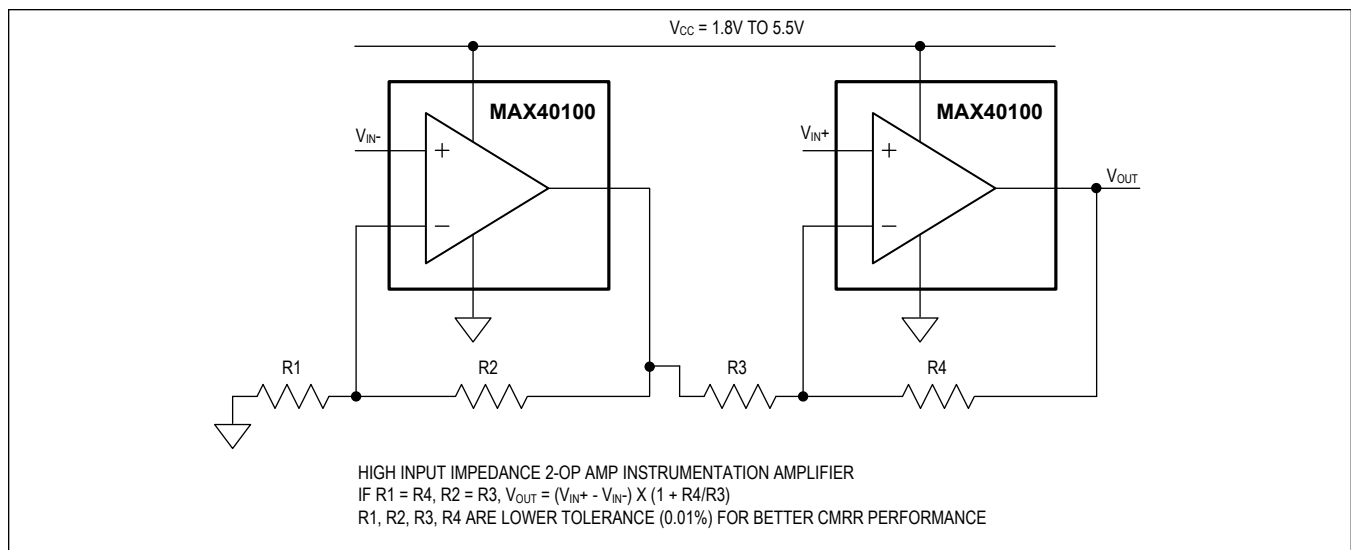 VCC = 1.8V TO 5.5V
MAX40100
VIN-
+
−
MAX40100
VIN+
+
−
VOUT
R1
R2
R3
R4
HIGH INPUT IMPEDANCE 2-OP AMP INSTRUMENTATION AMPLIFIER
IF R1 = R4, R2 = R3, VOUT = (VIN+ - VIN-) X (1 + R4/R3)
R1, R2, R3, R4 ARE LOWER TOLERANCE (0.01%) FOR BETTER CMRR PERFORMANCE